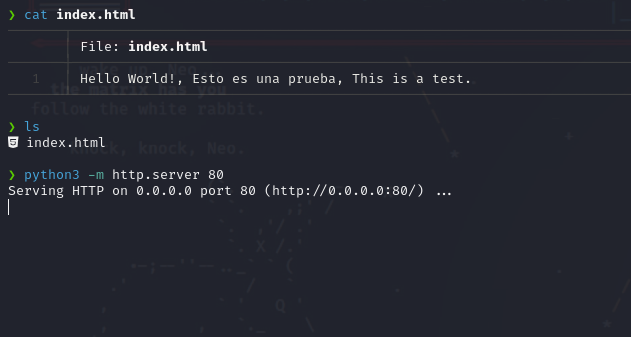 ❯ cat index.html
File: index.html
1 Hello World!, Esto es una prueba, This is a test.
wake up, Neo
the matrix has you
follow the white rabbit.
❯ ls
index.html
knock, knock, Neo.
❯ python3 -m http.server 80
Serving HTTP on 0.0.0.0 port 80 (http://0.0.0.0:80/) ...